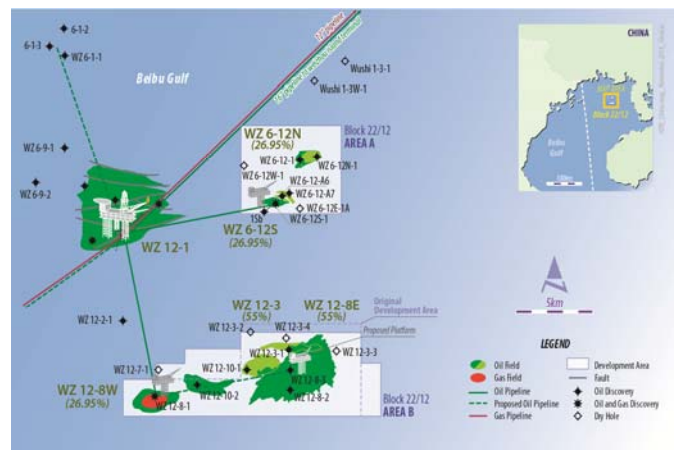 6-1-2
6-1-3
WZ 6-1-1
Beibu Gulf
13" pipeline
Wushi 1-3-1
Wushi 1-3W-1
CHINA
Block 22/12
Beibu
Gulf
100km
WZ 6-9-1
WZ 6-9-2
WZ 6-12N
(26.95%)
Block 22/12
AREA A
WZ 6-12-1
WZ 6-12N-1
WZ 6-12W-1
WZ 6-12-A6
WZ 6-12-A7
WZ 6-12E-1A
WZ 6-12S-1
1Sb
WZ 6-12S
(26.95%)
WZ 12-1
5km
WZ 12-2-1
WZ 12-3
(55%)
WZ 12-8E
(55%)
Original
Development Area
WZ 12-3-2
WZ 12-3-4
Proposed Platform
WZ 12-3-1
WZ 12-3-3
WZ 12-7-1
WZ 12-10-1
WZ 12-8-3
WZ 12-8W
(26.95%)
WZ 12-8-1
WZ 12-10-2
WZ 12-8-2
Block 22/12
AREA B
LEGEND
Oil Field
Gas Field
Oil Pipeline
Proposed Oil Pipeline
Gas Pipeline
Development Area
Fault
Oil Discovery
Oil and Gas Discovery
Dry Hole